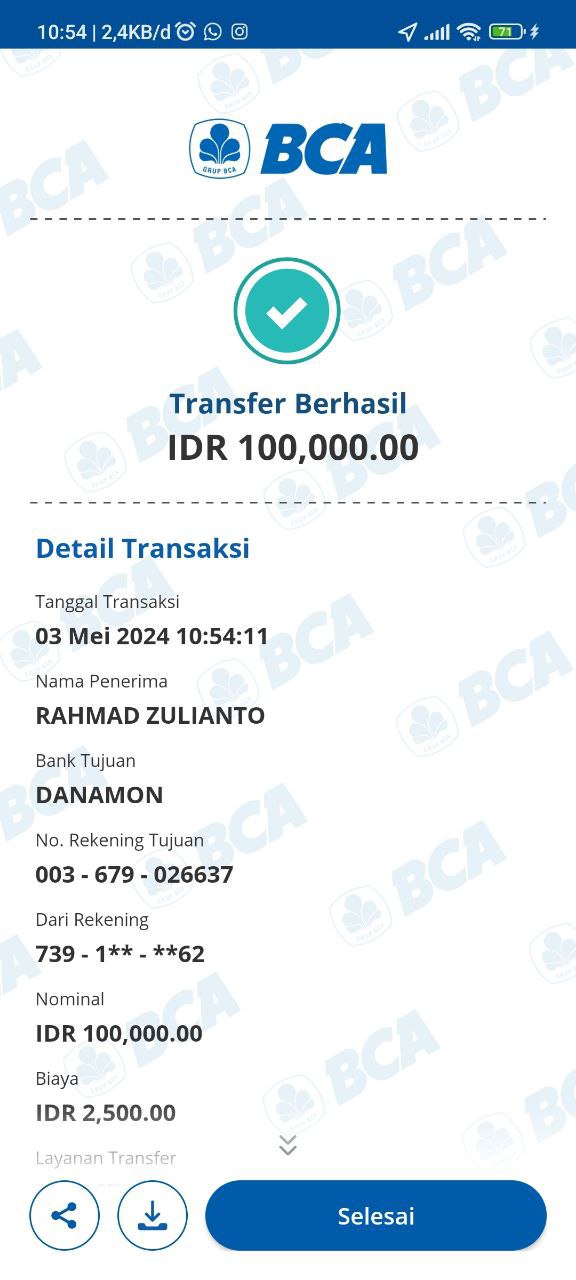 10:54 | 2,4KB/d
71
GRUP BCA
BCA
Transfer Berhasil
IDR 100,000.00
Detail Transaksi
Tanggal Transaksi
03 Mei 2024 10:54:11
Nama Penerima
RAHMAD ZULIANTO
Bank Tujuan
DANAMON
No. Rekening Tujuan
003 - 679 - 026637
Dari Rekening
739 - 1** - **62
Nominal
IDR 100,000.00
Biaya
IDR 2,500.00
Layanan Transfer
Selesai